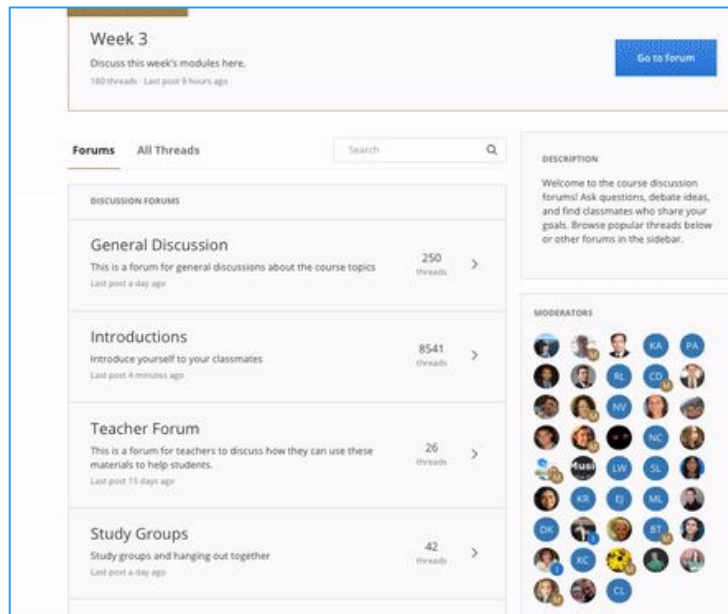 Week 3
Discuss this week's modules here.
180 threads · Last post 9 hours ago
Go to forum
Forums
All Threads
Search
DISCUSSION FORUMS
General Discussion
This is a forum for general discussions about the course topics
Last post a day ago
250
threads
Introductions
Introduce yourself to your classmates
Last post 4 minutes ago
8541
threads
Teacher Forum
This is a forum for teachers to discuss how they can use these
materials to help students.
Last post 15 days ago
26
threads
Study Groups
Study groups and hanging out together
Last post a day ago
42
threads
DESCRIPTION
Welcome to the course discussion
forums! Ask questions, debate ideas,
and find classmates who share your
goals. Browse popular threads below
or other forums in the sidebar.
MODERATORS
M KA PA
RL CD M
M NV
M NC
M Musi LW SL
KR EJ ML
DK I BT M
I KC M
M CL